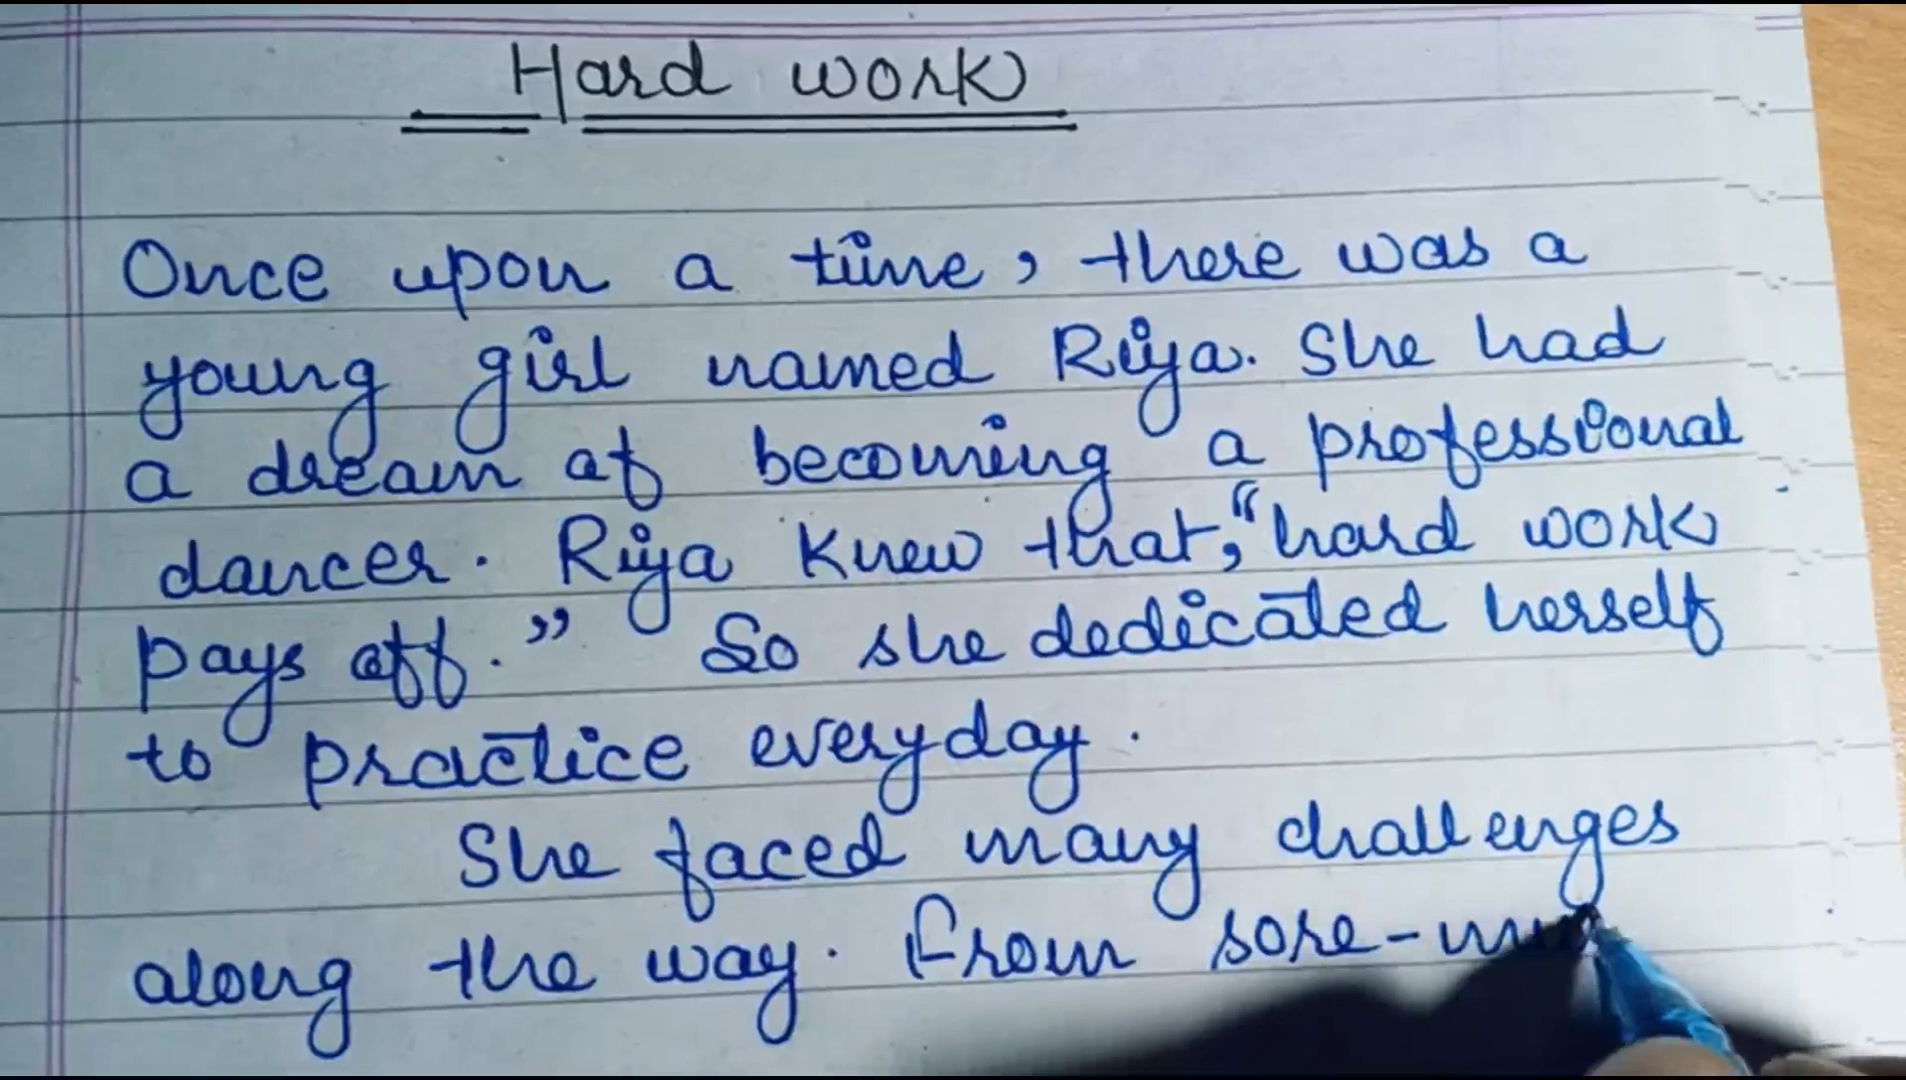 Hard work
Once upon a time, there was a
young girl named Riya. She had
a dream of becoming a professional
dancer. Riya knew that, "hard work
pays off." So she dedicated herself
to practice everyday.
She faced many challenges
along the way. From sore-